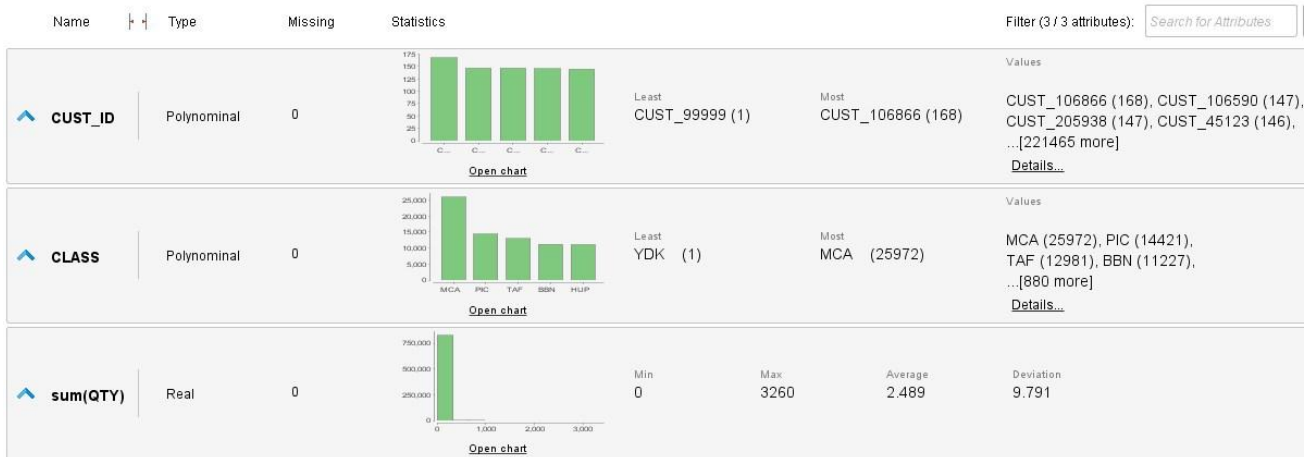 Name Type Missing Statistics Filter (3 / 3 attributes): Search for Attributes
CUST_ID Polynominal 0
175
150
125
100
75
50
25
0
C... C... C... C... C...
Open chart
Least
CUST_99999 (1)
Most
CUST_106866 (168)
Values
CUST_106866 (168), CUST_106590 (147),
CUST_205938 (147), CUST_45123 (146),
...[221465 more]
Details...
CLASS Polynominal 0
25,000
20,000
15,000
10,000
5,000
0
MCA PIC TAF BBN HUP
Open chart
Least
YDK (1)
Most
MCA (25972)
Values
MCA (25972), PIC (14421),
TAF (12981), BBN (11227),
...[880 more]
Details...
sum(QTY) Real 0
750,000
500,000
250,000
0
0 1,000 2,000 3,000
Open chart
Min
0
Max
3260
Average
2.489
Deviation
9.791